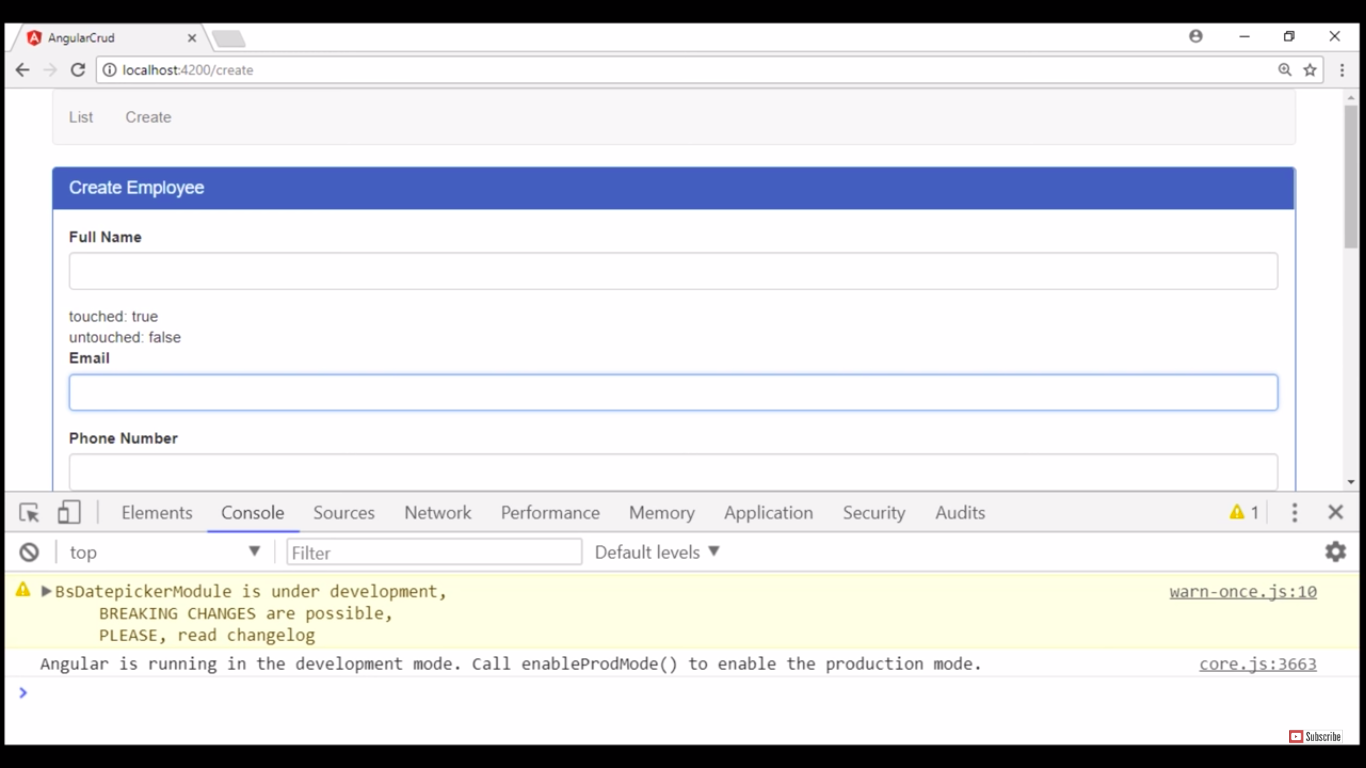 AngularCrud
localhost:4200/create
List Create
Create Employee
Full Name
touched: true
untouched: false
Email
Phone Number
Elements Console Sources Network Performance Memory Application Security Audits 1
top Filter Default levels
BsDatepickerModule is under development, warn-once.js:10
BREAKING CHANGES are possible,
PLEASE, read changelog
Angular is running in the development mode. Call enableProdMode() to enable the production mode. core.js:3663
Subscribe